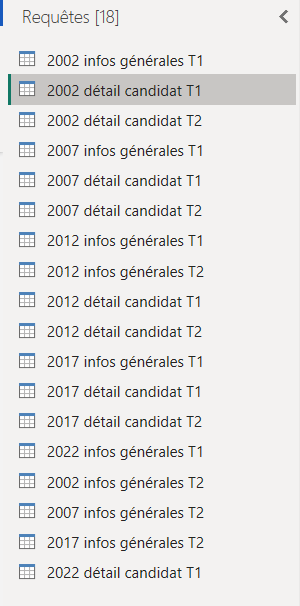 Requêtes [18]
2002 infos générales T1
2002 détail candidat T1
2002 détail candidat T2
2007 infos générales T1
2007 détail candidat T1
2007 détail candidat T2
2012 infos générales T1
2012 infos générales T2
2012 détail candidat T1
2012 détail candidat T2
2017 infos générales T1
2017 détail candidat T1
2017 détail candidat T2
2022 infos générales T1
2002 infos générales T2
2007 infos générales T2
2017 infos générales T2
2022 détail candidat T1